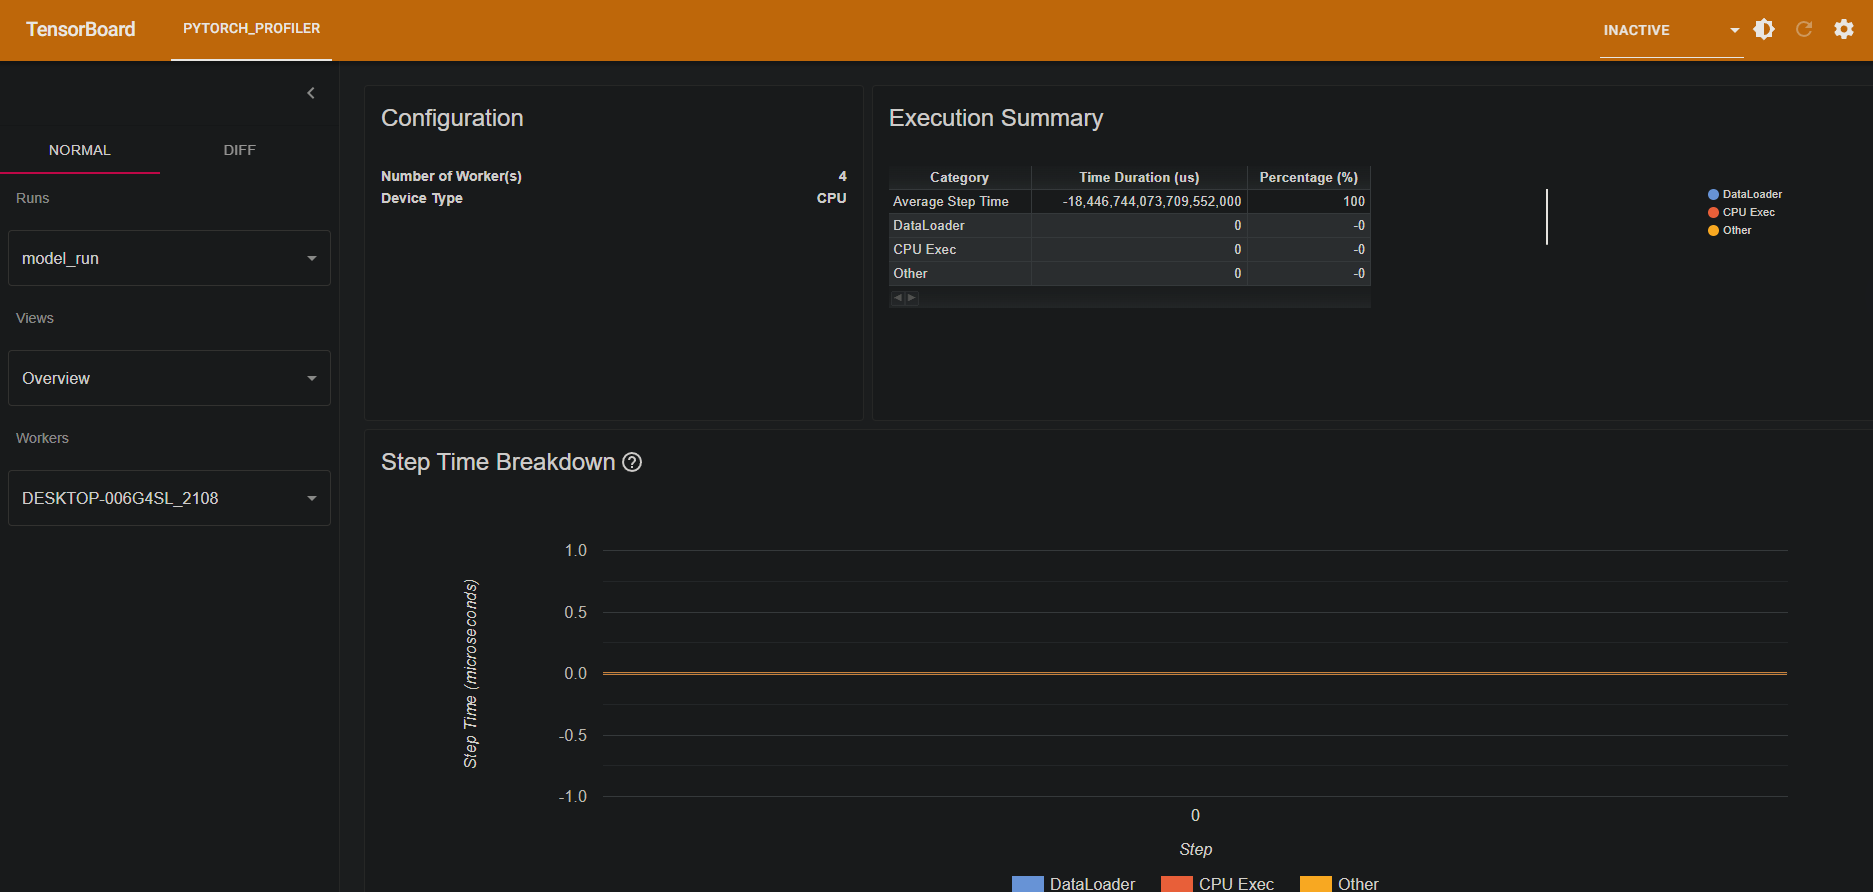 TensorBoard
PYTORCH_PROFILER
INACTIVE
NORMAL
DIFF
Runs
model_run
Views
Overview
Workers
DESKTOP-006G4SL_2108
Configuration
Number of Worker(s) 4
Device Type CPU
Execution Summary
Category Time Duration (us) Percentage (%)
Average Step Time -18,446,744,073,709,552,000 100
DataLoader 0 -0
CPU Exec 0 -0
Other 0 -0
DataLoader
CPU Exec
Other
Step Time Breakdown ?
Step Time (microseconds)
1.0
0.5
0.0
-0.5
-1.0
0
Step
DataLoader CPU Exec Other